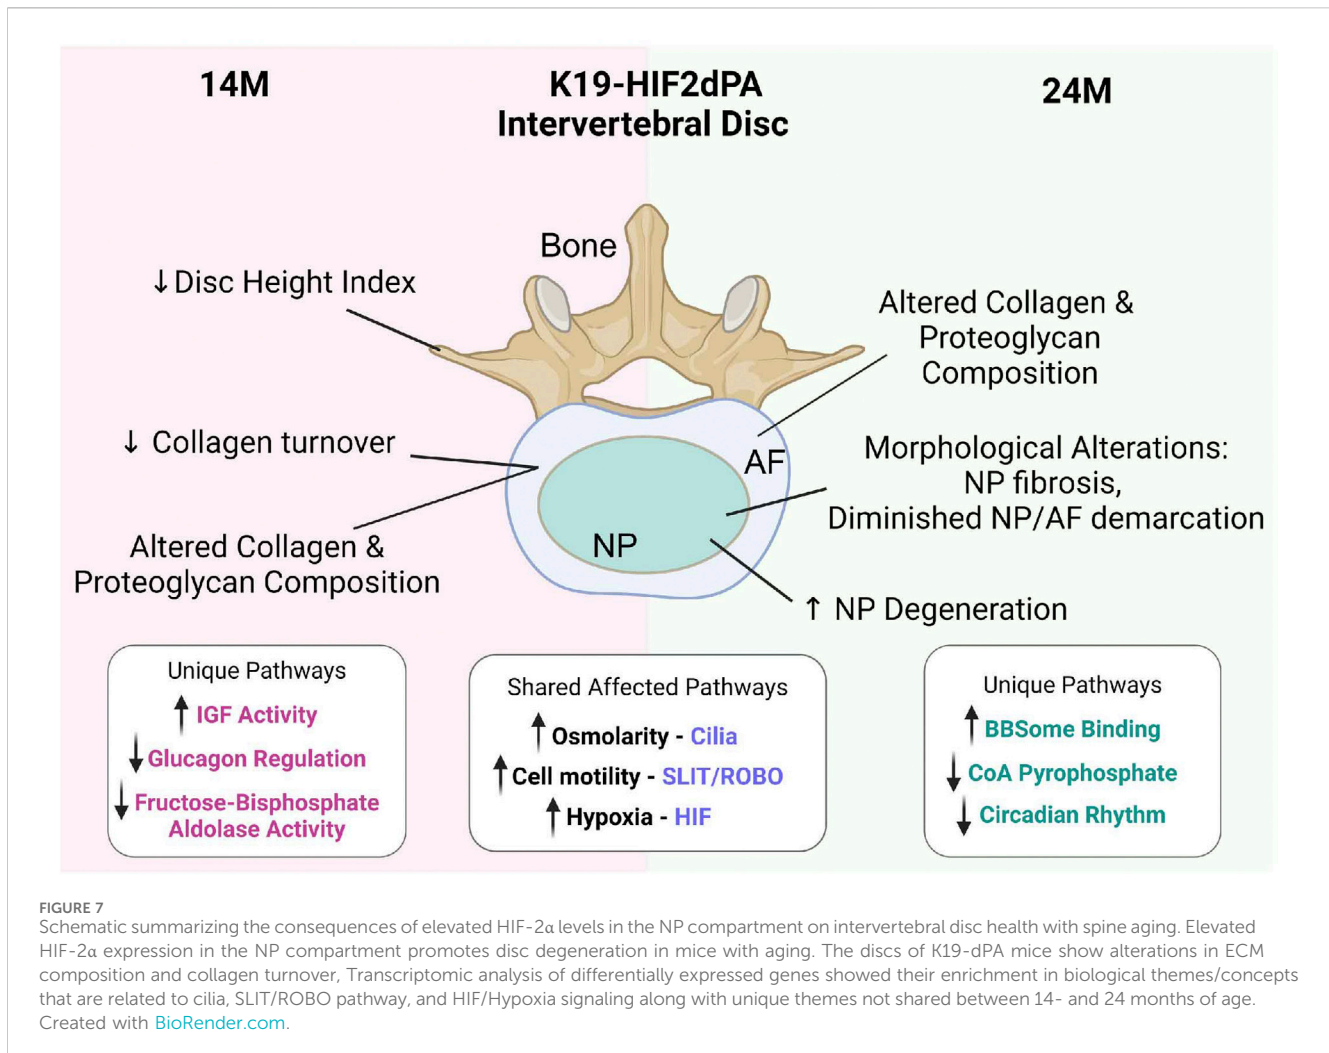 14M
K19-HIF2dPA
Intervertebral Disc
24M
Bone
↓Disc Height Index
Altered Collagen &
Proteoglycan
Composition
↓ Collagen turnover
AF
Morphological Alterations:
NP fibrosis,
Diminished NP/AF demarcation
NP
Altered Collagen &
Proteoglycan Composition
↑ NP Degeneration
Unique Pathways
↑ IGF Activity
↓ Glucagon Regulation
↓ Fructose-Bisphosphate
Aldolase Activity
Shared Affected Pathways
↑ Osmolarity - Cilia
↑ Cell motility - SLIT/ROBO
↑ Hypoxia - HIF
Unique Pathways
↑ BBSome Binding
↓ CoA Pyrophosphate
↓ Circadian Rhythm
FIGURE 7
Schematic summarizing the consequences of elevated HIF-2α levels in the NP compartment on intervertebral disc health with spine aging. Elevated
HIF-2α expression in the NP compartment promotes disc degeneration in mice with aging. The discs of K19-dPA mice show alterations in ECM
composition and collagen turnover, Transcriptomic analysis of differentially expressed genes showed their enrichment in biological themes/concepts
that are related to cilia, SLIT/ROBO pathway, and HIF/Hypoxia signaling along with unique themes not shared between 14- and 24 months of age.
Created with BioRender.com.